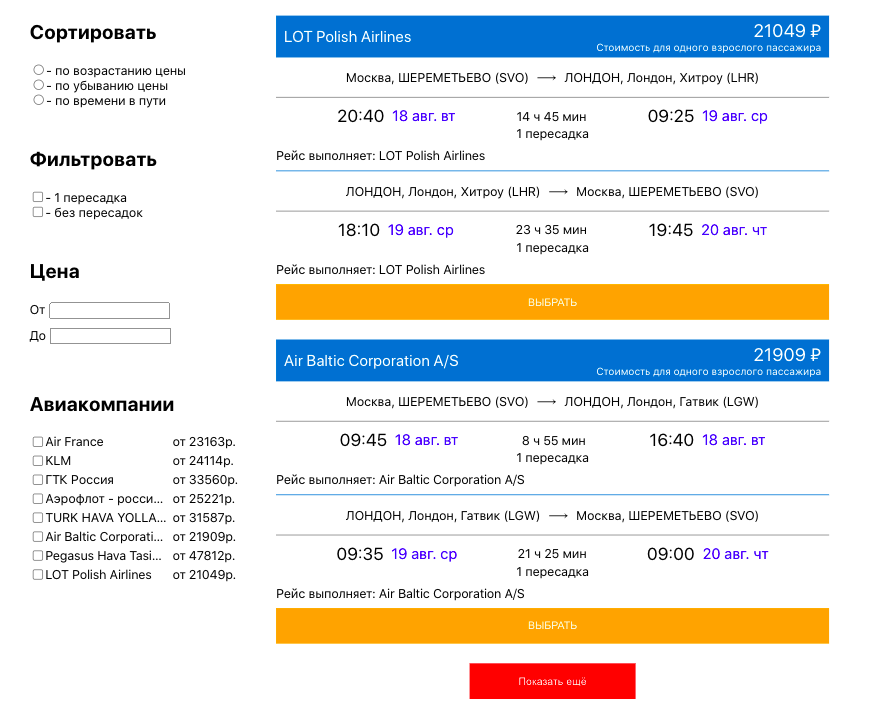 Сортировать
- по возрастанию цены
- по убыванию цены
- по времени в пути
Фильтровать
- 1 пересадка
- без пересадок
Цена
От
До
Авиакомпании
Air France от 23163р.
KLM от 24114р.
ГТК Россия от 33560р.
Аэрофлот - росси... от 25221р.
TURK HAVA YOLLA... от 31587р.
Air Baltic Corporati... от 21909р.
Pegasus Hava Tasi... от 47812р.
LOT Polish Airlines от 21049р.
LOT Polish Airlines 21049 ₽
Стоимость для одного взрослого пассажира
Москва, ШЕРЕМЕТЬЕВО (SVO) ⟶ ЛОНДОН, Лондон, Хитроу (LHR)
20:40 18 авг. вт 14 ч 45 мин 09:25 19 авг. ср
1 пересадка
Рейс выполняет: LOT Polish Airlines
ЛОНДОН, Лондон, Хитроу (LHR) ⟶ Москва, ШЕРЕМЕТЬЕВО (SVO)
18:10 19 авг. ср 23 ч 35 мин 19:45 20 авг. чт
1 пересадка
Рейс выполняет: LOT Polish Airlines
ВЫБРАТЬ
Air Baltic Corporation A/S 21909 ₽
Стоимость для одного взрослого пассажира
Москва, ШЕРЕМЕТЬЕВО (SVO) ⟶ ЛОНДОН, Лондон, Гатвик (LGW)
09:45 18 авг. вт 8 ч 55 мин 16:40 18 авг. вт
1 пересадка
Рейс выполняет: Air Baltic Corporation A/S
ЛОНДОН, Лондон, Гатвик (LGW) ⟶ Москва, ШЕРЕМЕТЬЕВО (SVO)
09:35 19 авг. ср 21 ч 25 мин 09:00 20 авг. чт
1 пересадка
Рейс выполняет: Air Baltic Corporation A/S
ВЫБРАТЬ
Показать ещё